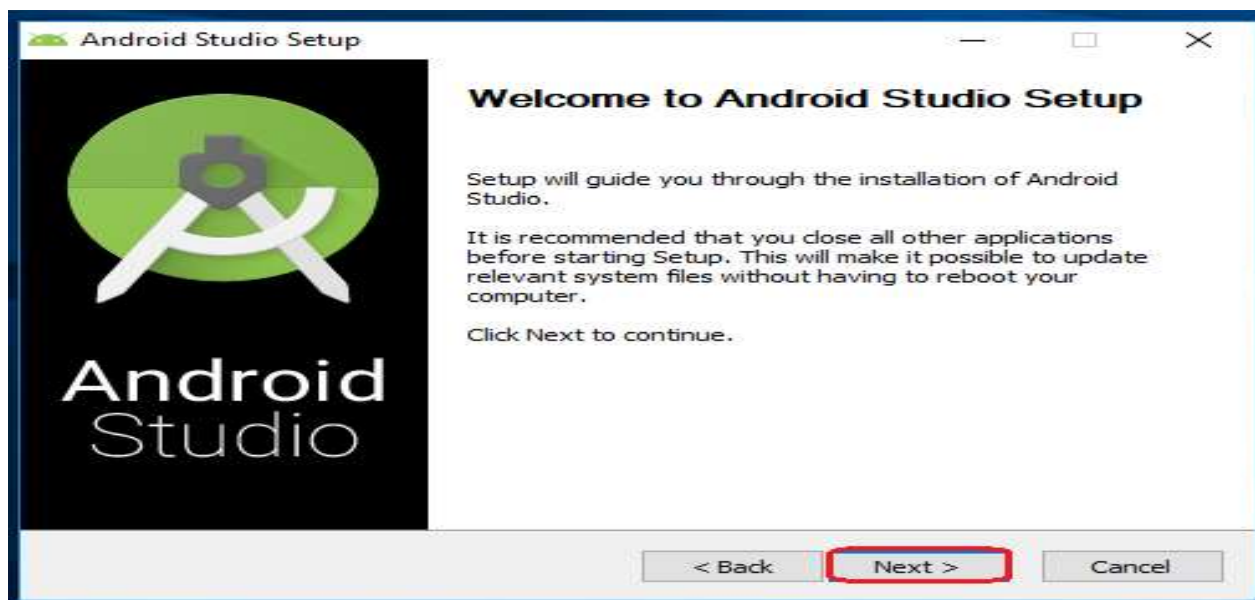 Android Studio Setup
Welcome to Android Studio Setup
Setup will guide you through the installation of Android
Studio.
It is recommended that you close all other applications
before starting Setup. This will make it possible to update
relevant system files without having to reboot your
computer.
Click Next to continue.
Android
Studio
< Back Next > Cancel